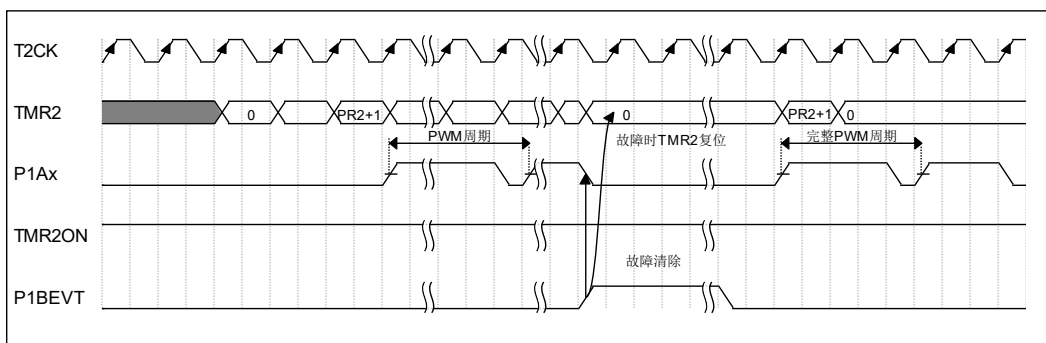 T2CK
TMR2
0
PR2+1
0
PR2+1
0
PWM周期
故障时TMR2复位
完整PWM周期
P1Ax
TMR2ON
故障清除
P1BEVT